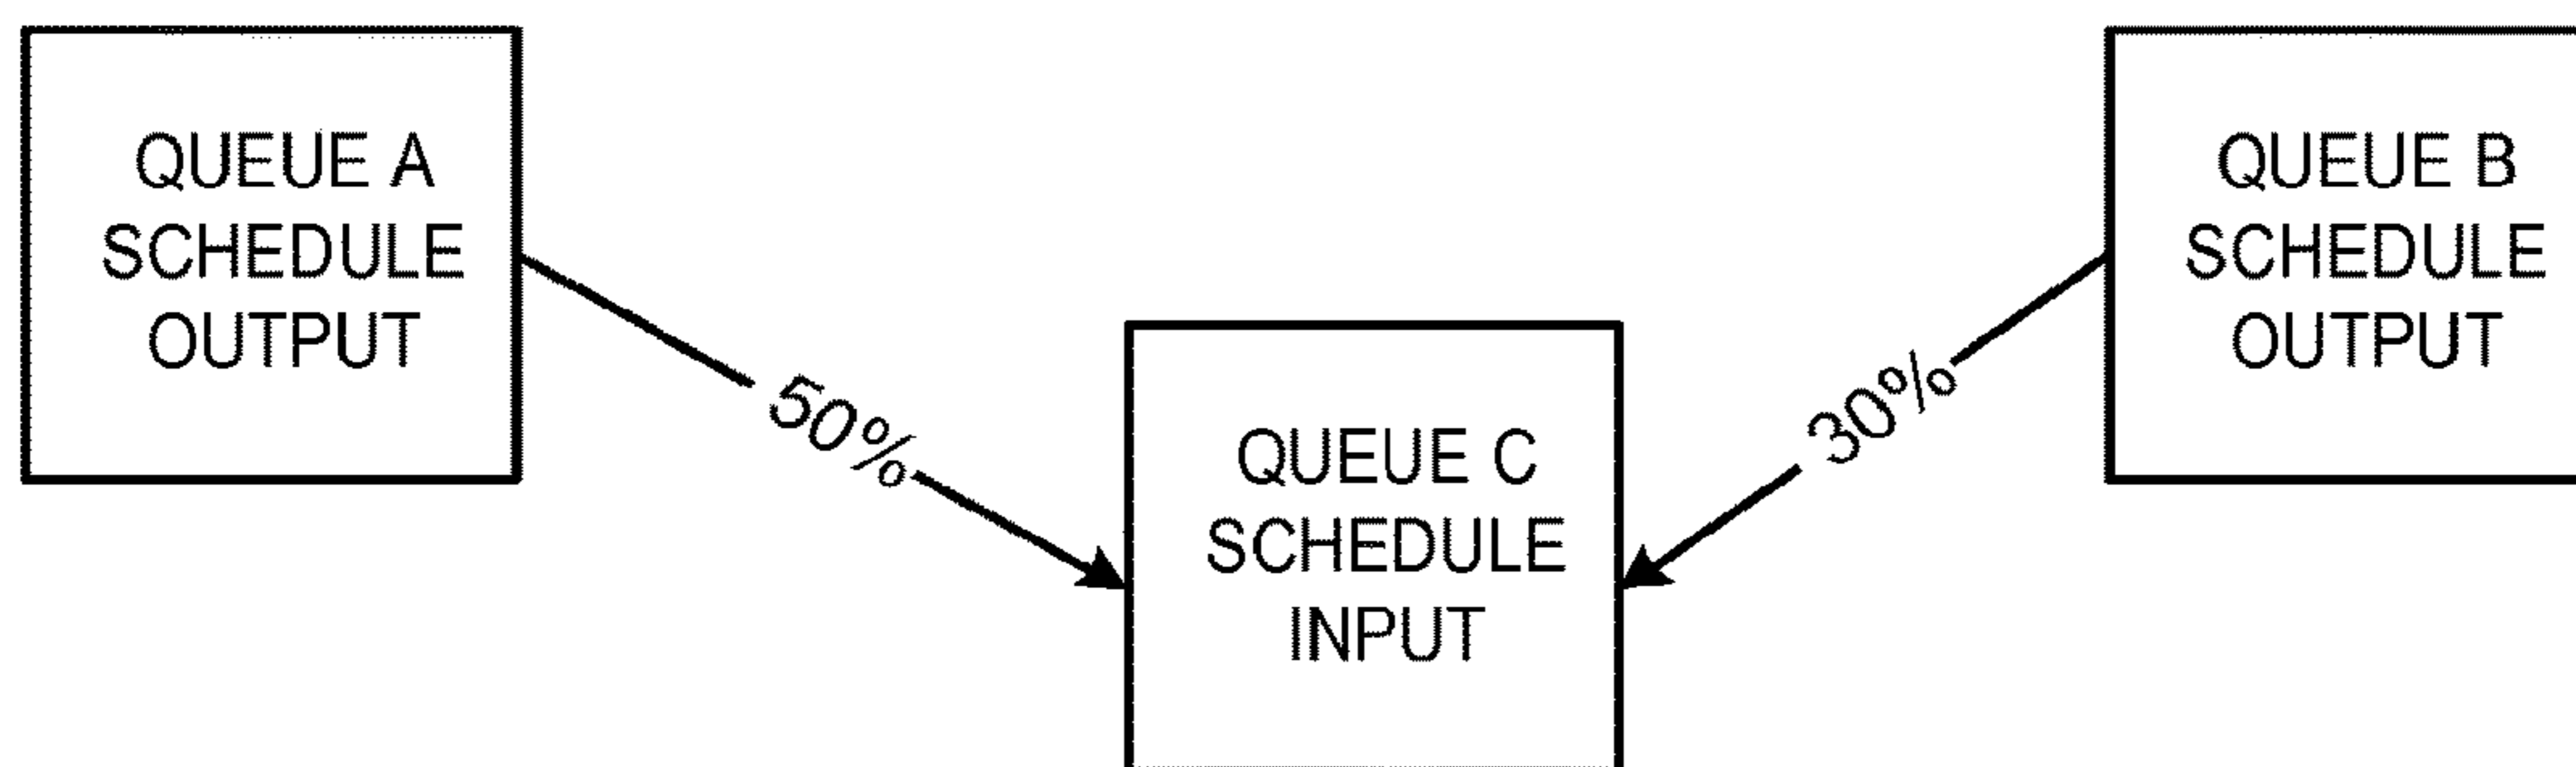 QUEUE A
SCHEDULE
OUTPUT
50%
QUEUE C
SCHEDULE
INPUT
30%
QUEUE B
SCHEDULE
OUTPUT